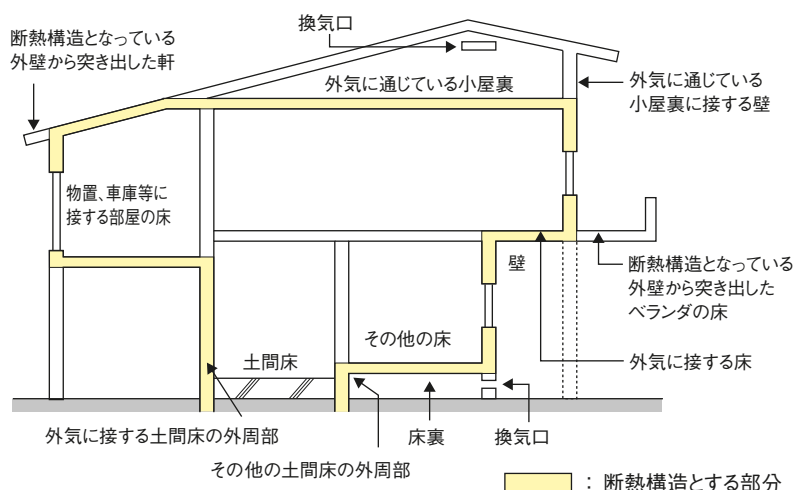 換気口
断熱構造となっている
外壁から突き出した軒
外気に通じている小屋裏
外気に通じている
小屋裏に接する壁
物置、車庫等に
接する部屋の床
壁
断熱構造となっている
外壁から突き出した
ベランダの床
その他の床
土間床
外気に接する床
外気に接する土間床の外周部
床裏
換気口
その他の土間床の外周部
：断熱構造とする部分